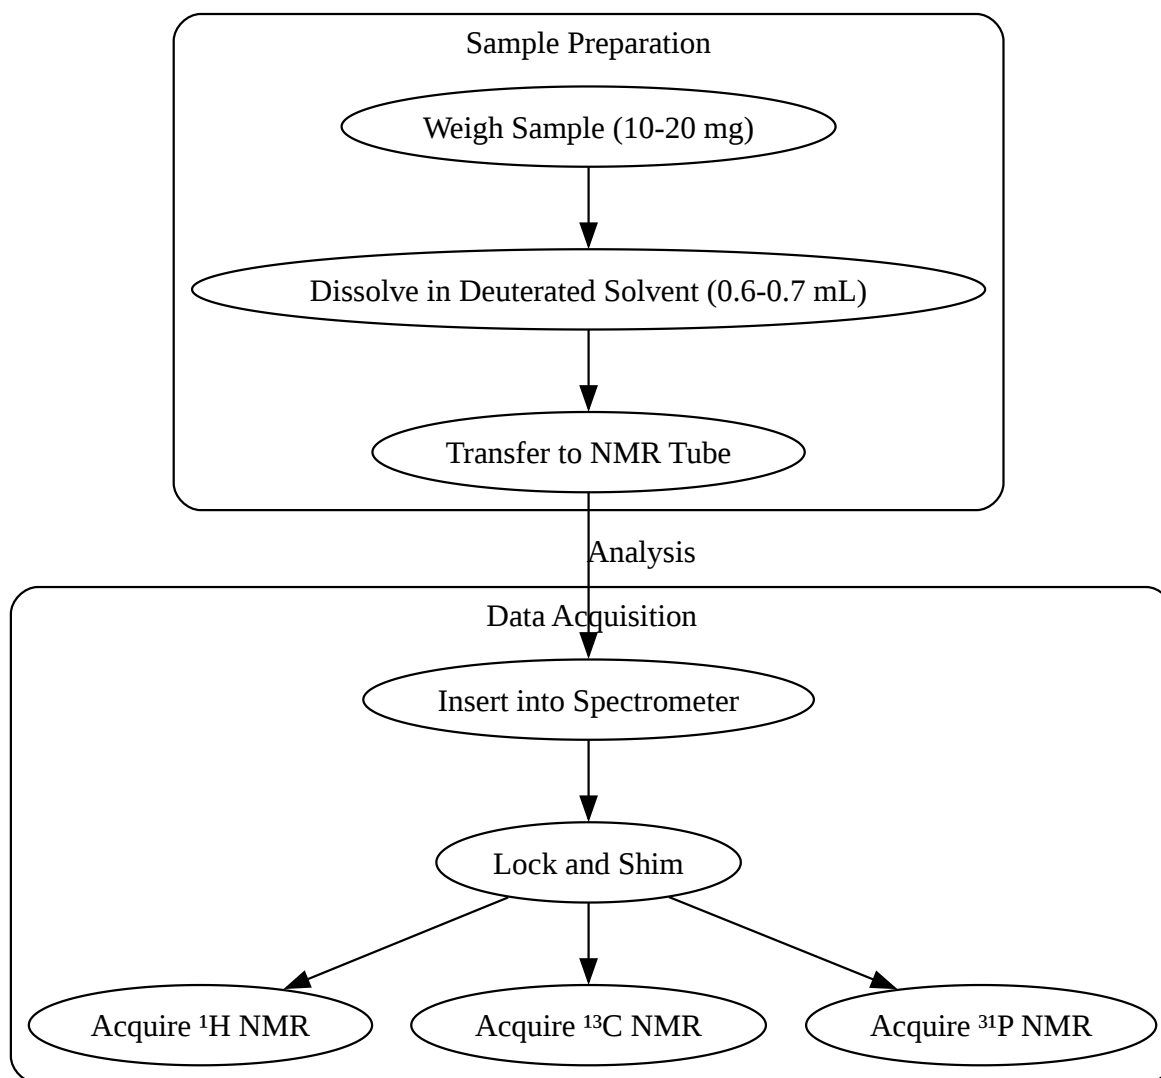 Sample Preparation
Weigh Sample (10-20 mg)
Dissolve in Deuterated Solvent (0.6-0.7 mL)
Transfer to NMR Tube
Analysis
Data Acquisition
Insert into Spectrometer
Lock and Shim
Acquire ¹H NMR
Acquire ¹³C NMR
Acquire ³¹P NMR